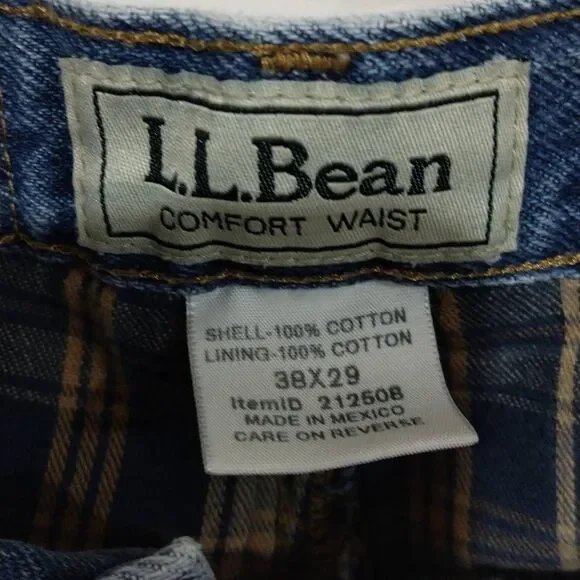 L.L.Bean
COMFORT WAIST
SHELL-100% COTTON
LINING-100% COTTON
38X29
ItemID 212508
MADE IN MEXICO
CARE ON REVERSE